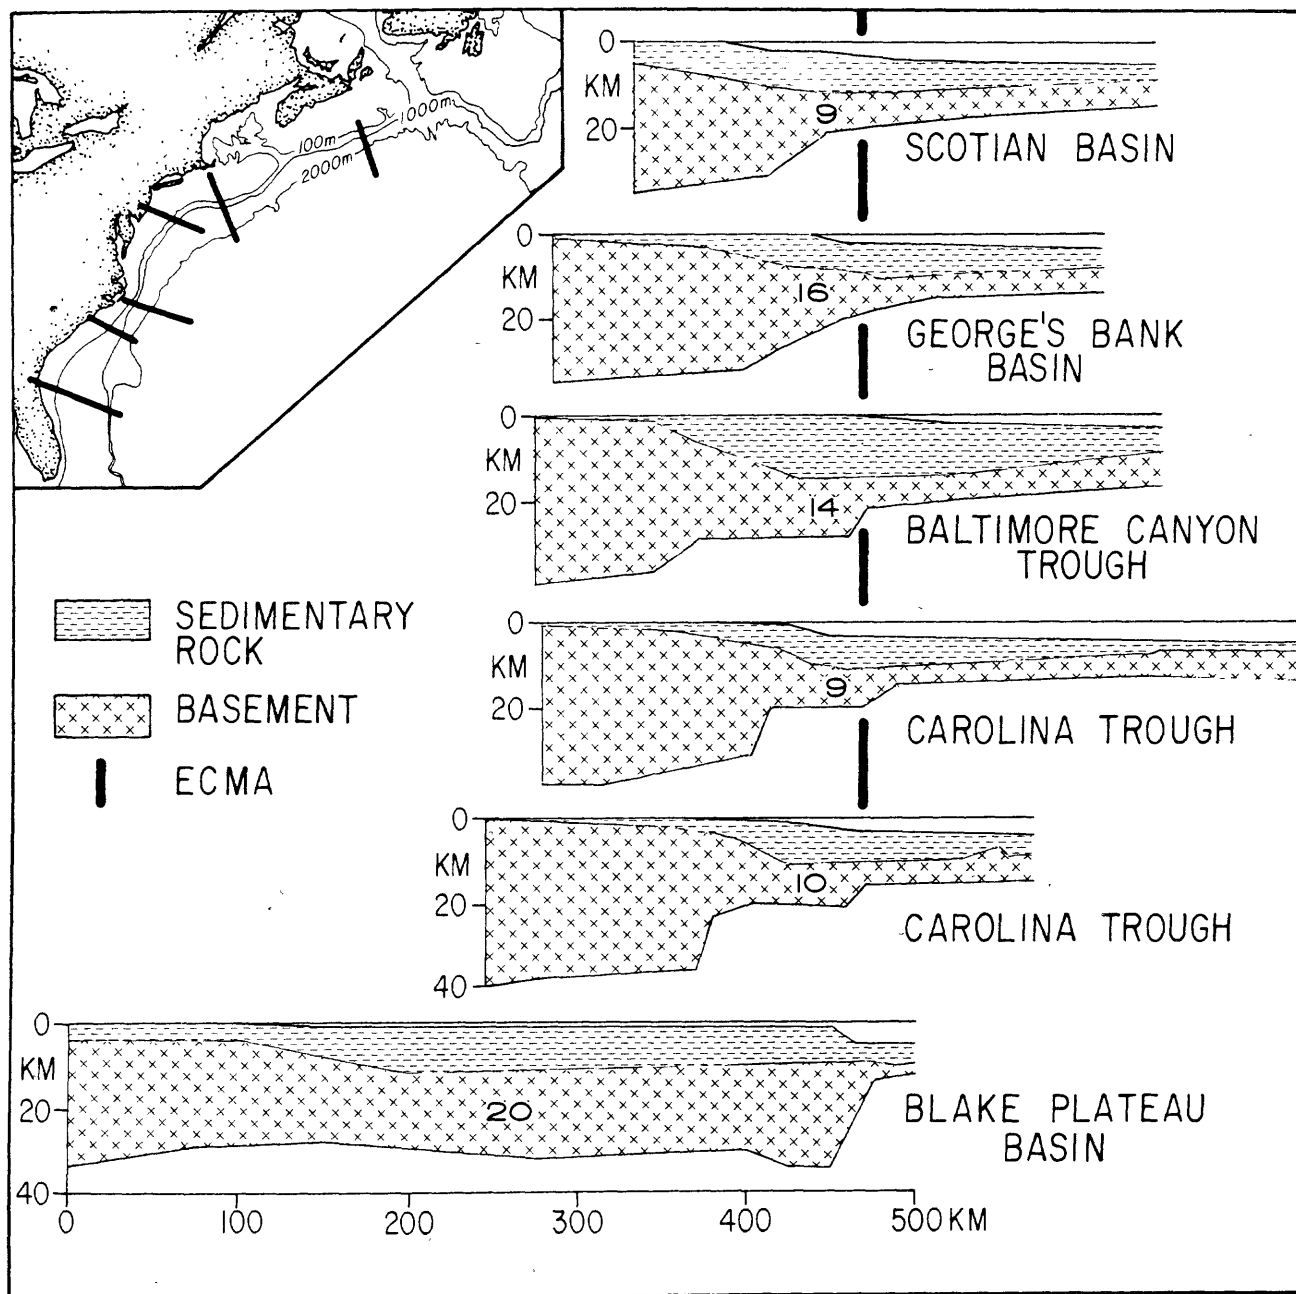 100m
1000m
2000m
0
KM
20
9
SCOTIAN BASIN
0
KM
20
16
GEORGE'S BANK
BASIN
0
KM
20
14
BALTIMORE CANYON
TROUGH
SEDIMENTARY
ROCK
BASEMENT
ECMA
0
KM
20
9
CAROLINA TROUGH
0
KM
20
40
10
CAROLINA TROUGH
0
KM
20
40
20
BLAKE PLATEAU
BASIN
0 100 200 300 400 500 KM